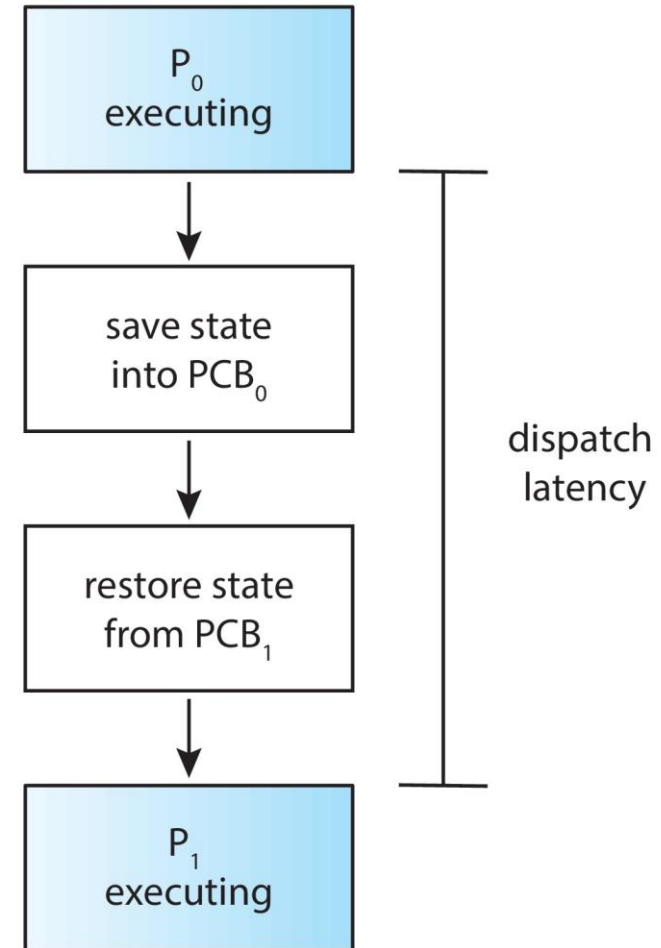 P₀
executing
save state
into PCB₀
restore state
from PCB₁
P₁
executing
dispatch
latency